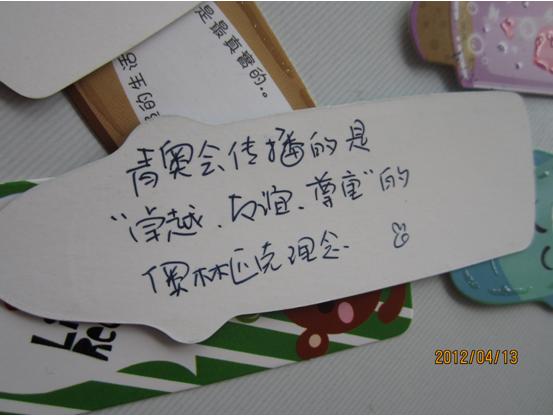 是最真實的..
的生活
青奥会传播的是
"卓越、友谊、尊重"的
奥林匹克理念.
2012/04/13